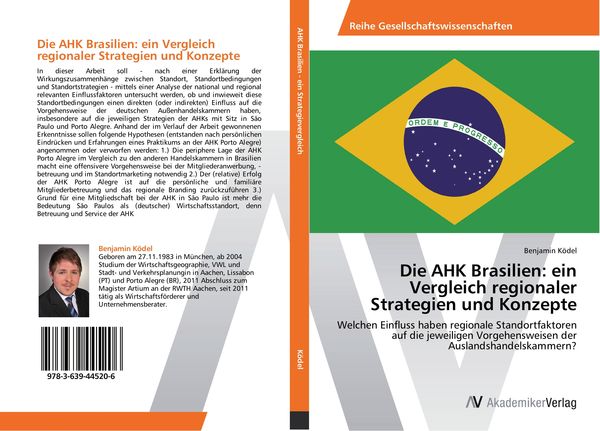 Die AHK Brasilien: ein Vergleich
regionaler Strategien und Konzepte
In dieser Arbeit soll - nach einer Erklärung der
Wirkungszusammenhänge zwischen Standort, Standortbedingungen
und Standortstrategien - mittels einer Analyse der national und regional
relevanten Einflussfaktoren untersucht werden, ob und inwieweit diese
Standortbedingungen einen direkten (oder indirekten) Einfluss auf die
Vorgehensweise der deutschen Außenhandelskammern haben,
insbesondere auf die jeweiligen Strategien der AHKs mit Sitz in São
Paulo und Porto Alegre. Anhand der im Verlauf der Arbeit gewonnenen
Erkenntnisse sollen folgende Hypothesen (entstanden nach persönlichen
Eindrücken und Erfahrungen eines Praktikums an der AHK Porto Alegre)
angenommen oder verworfen werden: 1.) Die periphere Lage der AHK
Porto Alegre im Vergleich zu den anderen Handelskammern in Brasilien
macht eine offensivere Vorgehensweise bei der Mitgliederanwerbung, -
betreuung und im Standortmarketing notwendig 2.) Der (relative) Erfolg
der AHK Porto Alegre ist auf die persönliche und familiäre
Mitgliederbetreuung und das regionale Branding zurückzuführen 3.)
Grund für eine Mitgliedschaft bei der AHK in São Paulo ist mehr die
Bedeutung São Paulos als (deutscher) Wirtschaftsstandort, denn
Betreuung und Service der AHK
Benjamin Ködel
Geboren am 27.11.1983 in München, ab 2004
Studium der Wirtschaftsgeographie, VWL und
Stadt- und Verkehrsplanungin in Aachen, Lissabon
(PT) und Porto Alegre (BR), 2011 Abschluss zum
Magister Artium an der RWTH Aachen, seit 2011
tätig als Wirtschaftsförderer und
Unternehmensberater.
978-3-639-44520-6
AHK Brasilien - ein Strategievergleich
Ködel
Reihe Gesellschaftswissenschaften
ORDEM E PROGRESSO
Benjamin Ködel
Die AHK Brasilien: ein
Vergleich regionaler
Strategien und Konzepte
Welchen Einfluss haben regionale Standortfaktoren
auf die jeweiligen Vorgehensweisen der
Auslandshandelskammern?
AV AkademikerVerlag